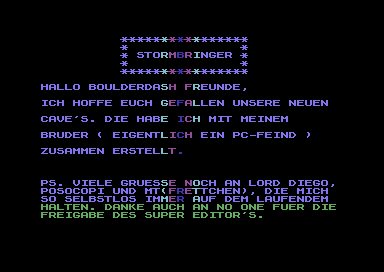 *****************
*               *
* STORMBRINGER *
*               *
*****************
HALLO BOULDERDASH FREUNDE,
ICH HOFFE EUCH GEFALLEN UNSERE NEUEN
CAVE'S. DIE HABE ICH MIT MEINEM
BRUDER ( EIGENTLICH EIN PC-FEIND )
ZUSAMMEN ERSTELLT.
PS. VIELE GRUESSE NOCH AN LORD DIEGO,
POSOCOPI UND MT(FRETTCHEN), DIE MICH
SO SELBSTLOS IMMER AUF DEM LAUFENDEM
HALTEN. DANKE AUCH AN NO ONE FUER DIE
FREIGABE DES SUPER EDITOR'S.